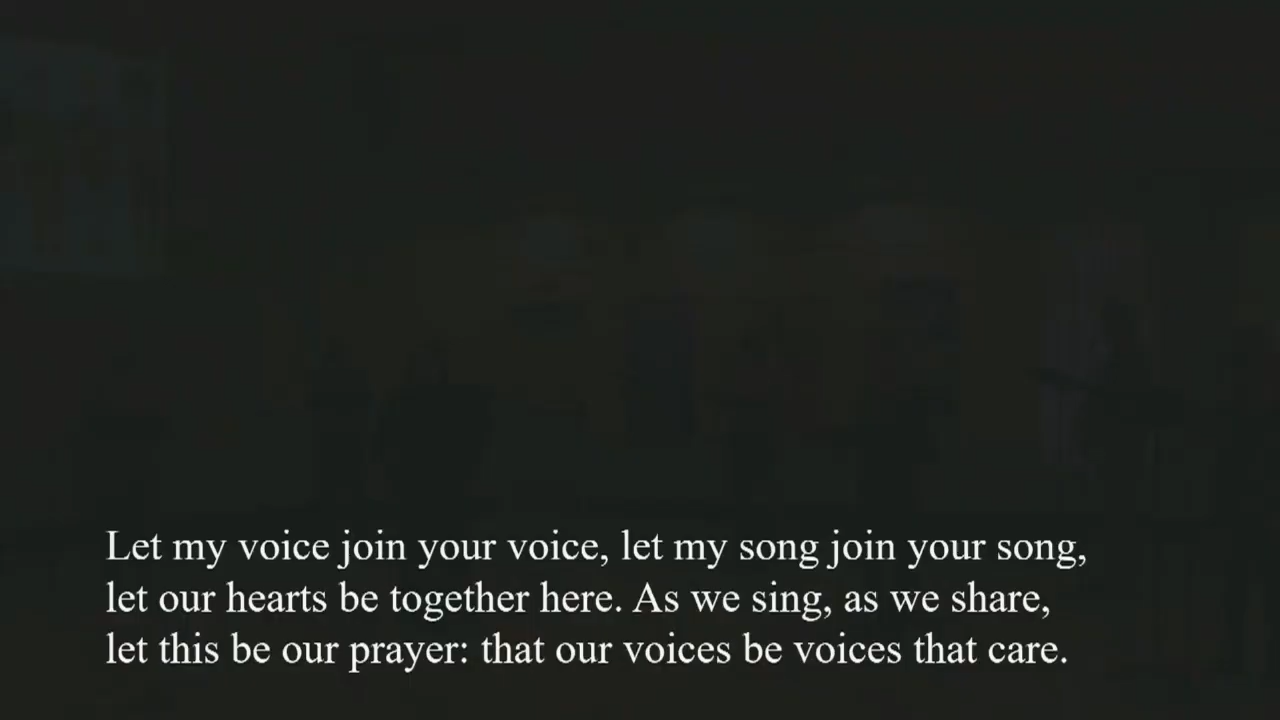 Let my voice join your voice, let my song join your song,
let our hearts be together here. As we sing, as we share,
let this be our prayer: that our voices be voices that care.